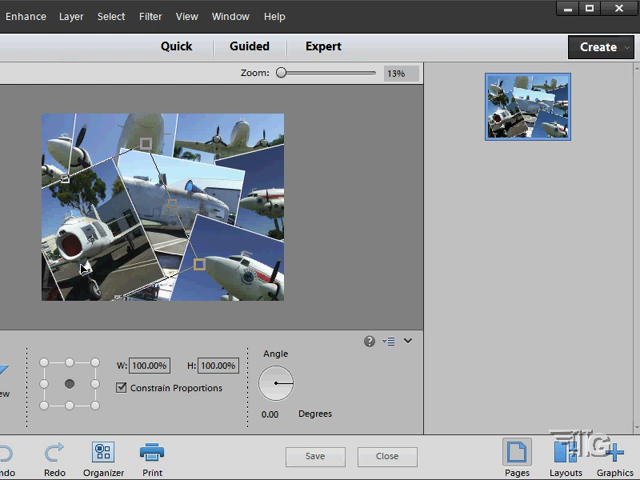 Enhance Layer Select Filter View Window Help
Quick Guided Expert Create
Zoom: 13%
Angle
W: 100.00% H: 100.00%
Constrain Proportions
0.00 Degrees
Save Close
Redo Organizer Print Pages Layouts Graphics